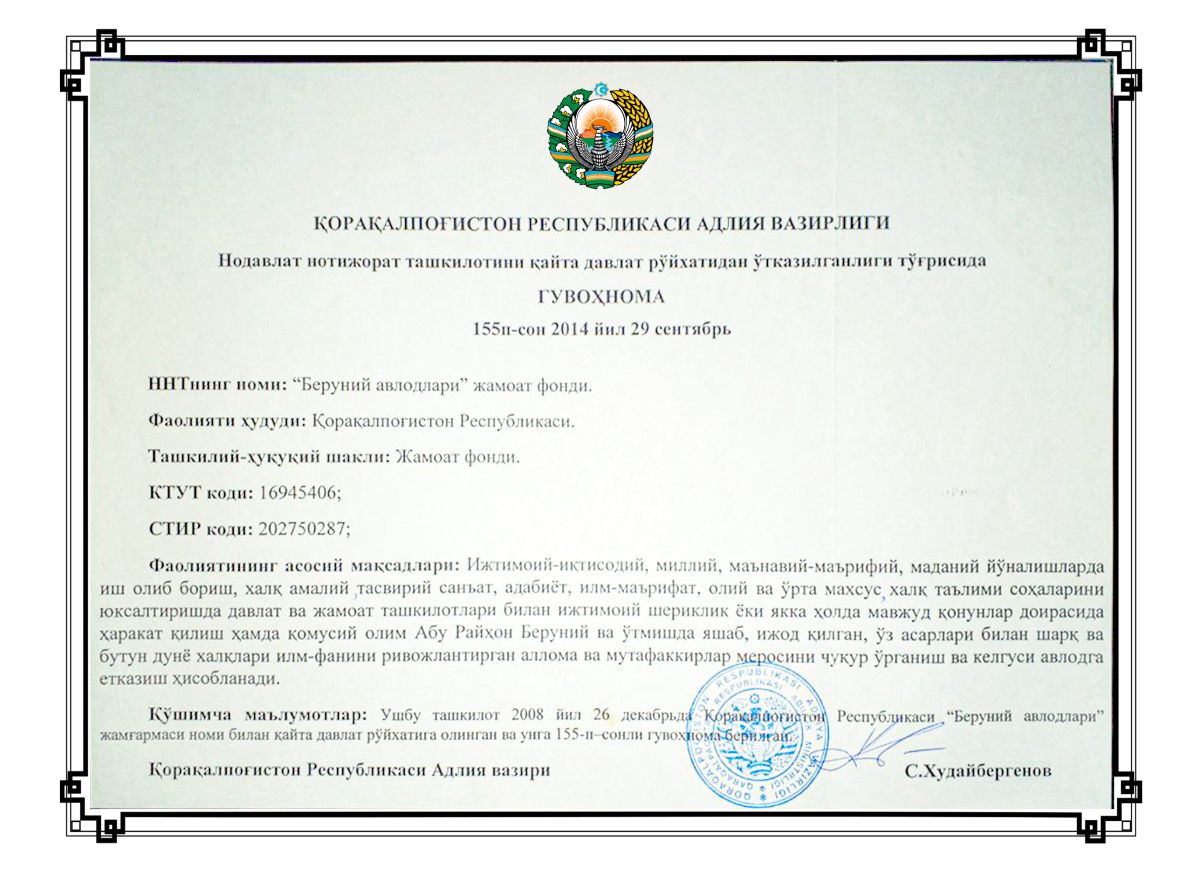 ҚОРАҚАЛПОҒИСТОН РЕСПУБЛИКАСИ АДЛИЯ ВАЗИРЛИГИ
Нодавлат нотижорат ташкилотини қайта давлат рўйхатидан ўтказилганлиги тўғрисида
ГУВОҲНОМА
155п-сон 2014 йил 29 сентябрь
ННТнинг номи: “Беруний авлодлари” жамоат фонди.
Фаолияти ҳудуди: Қорақалпоғистон Республикаси.
Ташкилий-ҳуқуқий шакли: Жамоат фонди.
КТУТ коди: 16945406;
СТИР коди: 202750287;
Фаолиятининг асосий мақсадлари: Ижтимоий-иқтисодий, миллий, маънавий-маърифий, маданий йўналишларда
иш олиб бориш, халқ амалий тасвирий санъат, адабиёт, илм-маърифат, олий ва ўрта махсус, халқ таълими соҳаларини
юксалтиришда давлат ва жамоат ташкилотлари билан ижтимоий шериклик ёки якка ҳолда мавжуд қонунлар доирасида
ҳаракат қилиш ҳамда қомусий олим Абу Райҳон Беруний ва ўтмишда яшаб, ижод қилган, ўз асарлари билан шарқ ва
бутун дунё халқлари илм-фанини ривожлантирган аллома ва мутафаккирлар меросини чуқур ўрганиш ва келгуси авлодга
етказиш ҳисобланади.
Қўшимча маълумотлар: Ушбу ташкилот 2008 йил 26 декабрьда Қорақалпоғистон Республикаси “Беруний авлодлари”
жамғармаси номи билан қайта давлат рўйхатига олинган ва унга 155-п–сонли гувоҳнома берилган.
Қорақалпоғистон Республикаси Адлия вазири
С.Худайбергенов
QORAQALPOG'ISTON RESPUBLIKASI ADLIYA VAZIRLIGI